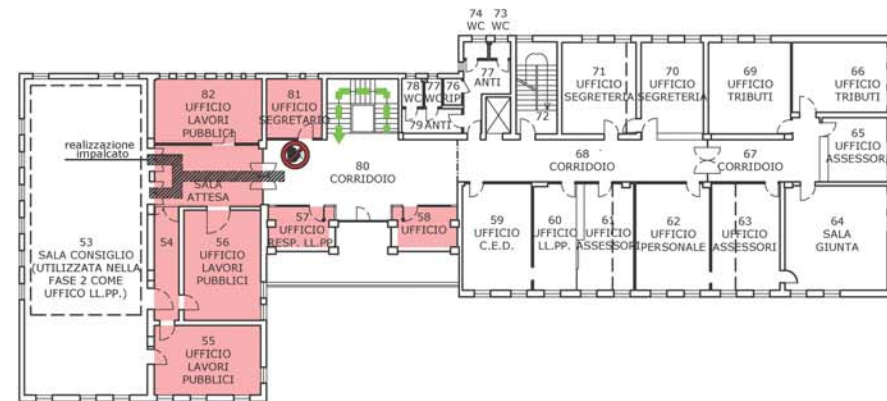 74 73
WC WC
82
UFFICIO
LAVORI
PUBBLICI
81
UFFICIO
SEGRETARIO
78
WC
77
WC
76
RIP
79
ANTI
77
ANTI
72
71
UFFICIO
SEGRETERIA
70
UFFICIO
SEGRETERIA
69
UFFICIO
TRIBUTI
66
UFFICIO
TRIBUTI
realizzazione
impalcato
SALA
ATTESA
80
CORRIDOIO
68
CORRIDOIO
67
CORRIDOIO
65
UFFICIO
ASSESSORI
53
SALA CONSIGLIO
(UTILIZZATA NELLA
FASE 2 COME
UFFICO LL.PP.)
54
56
UFFICIO
LAVORI
PUBBLICI
57
UFFICIO
RESP. LL.PP.
58
UFFICIO
59
UFFICIO
C.E.D.
60
UFFICIO
LL.PP.
61
UFFICIO
ASSESSORI
62
UFFICIO
PERSONALE
63
UFFICIO
ASSESSORI
64
SALA
GIUNTA
55
UFFICIO
LAVORI
PUBBLICI